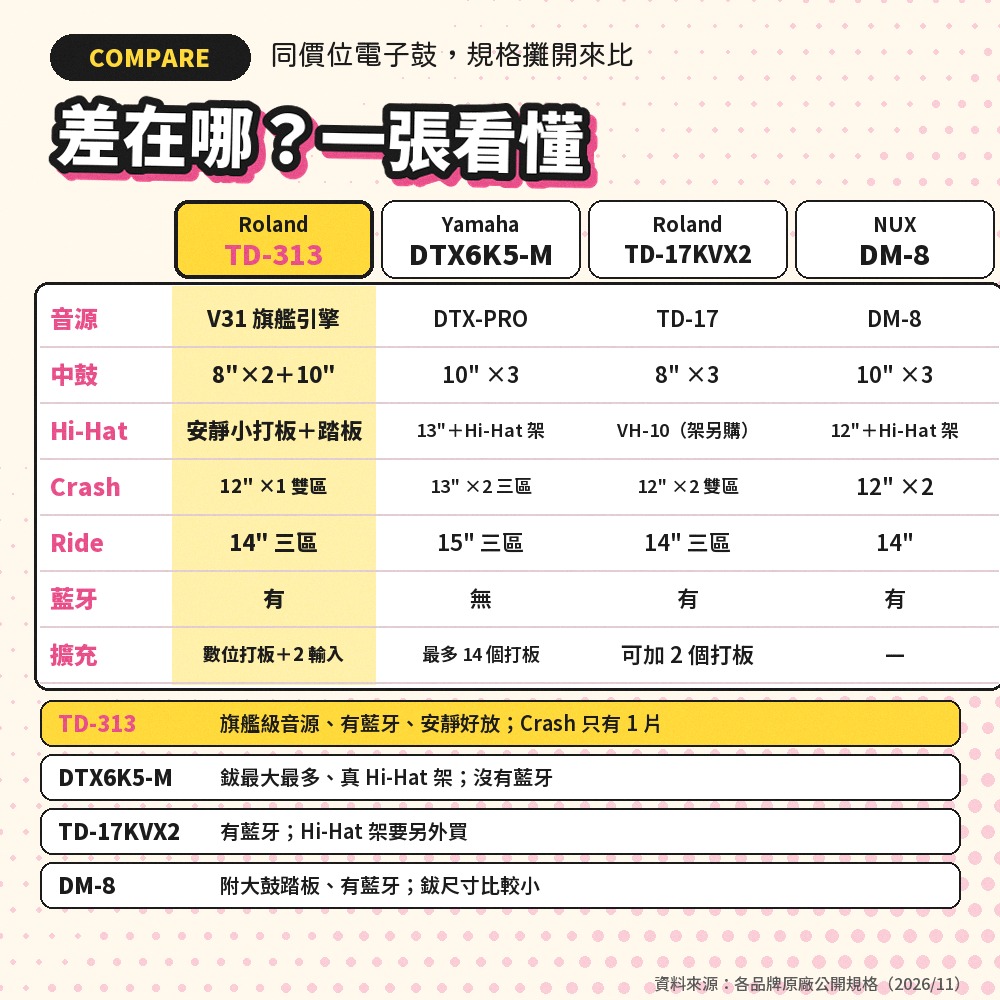 COMPARE 同價位電子鼓，規格攤開來比
差在哪？一張看懂
Roland Yamaha Roland NUX
TD-313 DTX6K5-M TD-17KVX2 DM-8
音源 V31 旗艦引擎 DTX-PRO TD-17 DM-8
中鼓 8"×2＋10" 10" ×3 8" ×3 10" ×3
Hi-Hat 安靜小打板＋踏板 13"＋Hi-Hat 架 VH-10（架另購） 12"＋Hi-Hat 架
Crash 12" ×1 雙區 13" ×2 三區 12" ×2 雙區 12" ×2
Ride 14" 三區 15" 三區 14" 三區 14"
藍牙 有 無 有 有
擴充 數位打板＋2 輸入 最多 14 個打板 可加 2 個打板 —
TD-313 旗艦級音源、有藍牙、安靜好放；Crash 只有 1 片
DTX6K5-M 鈸最大最多、真 Hi-Hat 架；沒有藍牙
TD-17KVX2 有藍牙；Hi-Hat 架要另外買
DM-8 附大鼓踏板、有藍牙；鈸尺寸比較小
資料來源：各品牌原廠公開規格（2026/11）